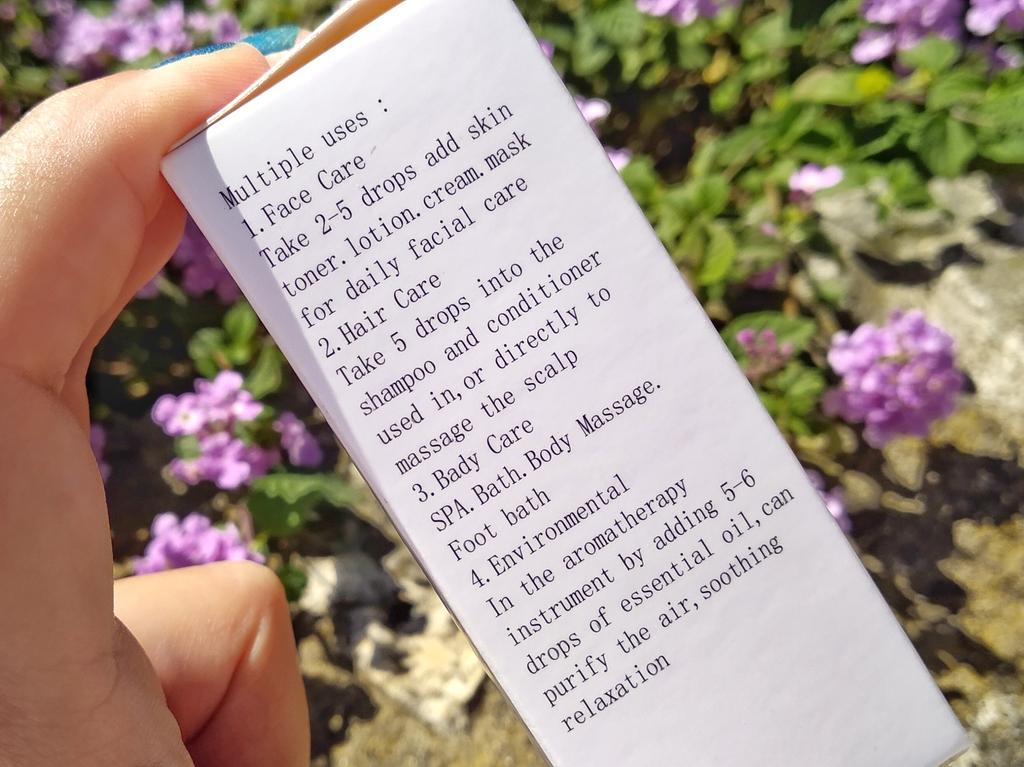 Multiple uses :
1. Face Care
Take 2-5 drops add skin
toner. lotion. cream. mask
for daily facial care
2. Hair Care
Take 5 drops into the
shampoo and conditioner
used in, or directly to
massage the scalp
3. Bady Care
SPA. Bath. Body Massage.
Foot bath
4. Environmental
In the aromatherapy
instrument by adding 5-6
drops of essential oil, can
purify the air, soothing
relaxation